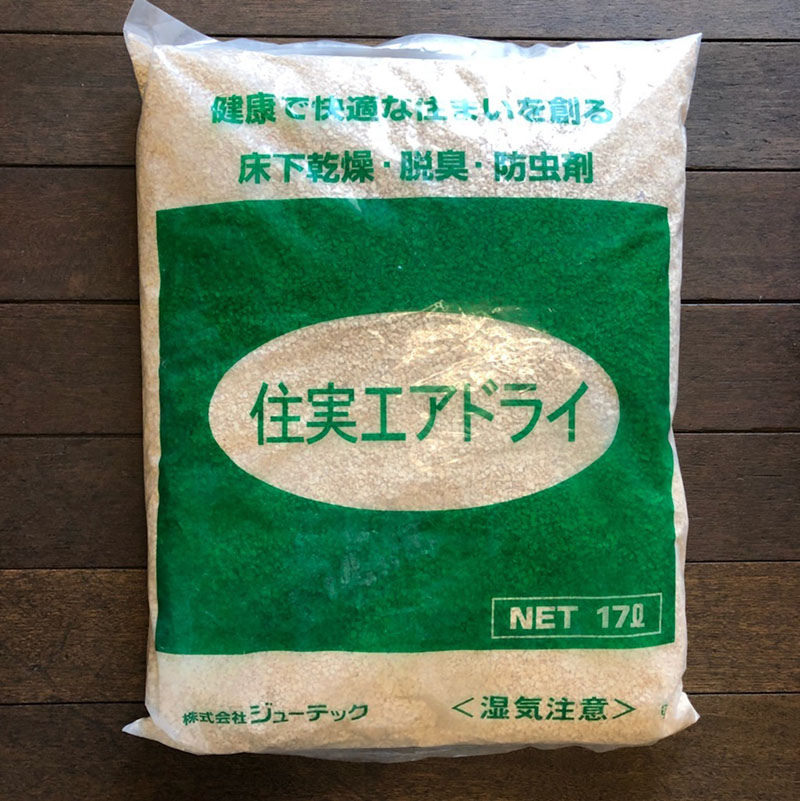 健康で快適な住まいを創る
床下乾燥・脱臭・防虫剤
住実エアドライ
NET 17ℓ
株式会社ジューテック
＜湿気注意＞